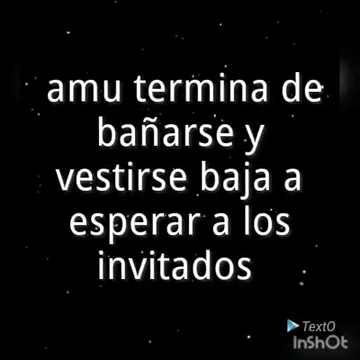 amu termina de
bañarse y
vestirse baja a
esperar a los
invitados
TextO
InShOt